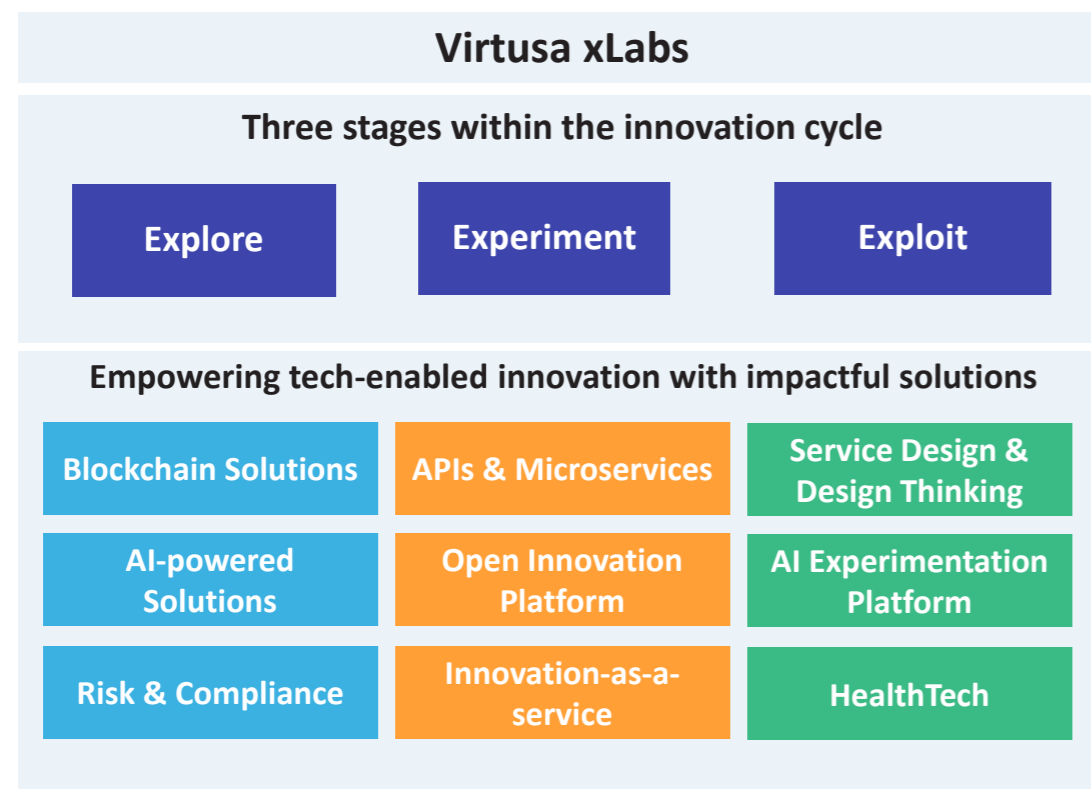 Virtusa xLabs
Three stages within the innovation cycle
Explore
Experiment
Exploit
Empowering tech-enabled innovation with impactful solutions
Blockchain Solutions
APIs & Microservices
Service Design &
Design Thinking
AI-powered
Solutions
Open Innovation
Platform
AI Experimentation
Platform
Risk & Compliance
Innovation-as-a-
service
HealthTech